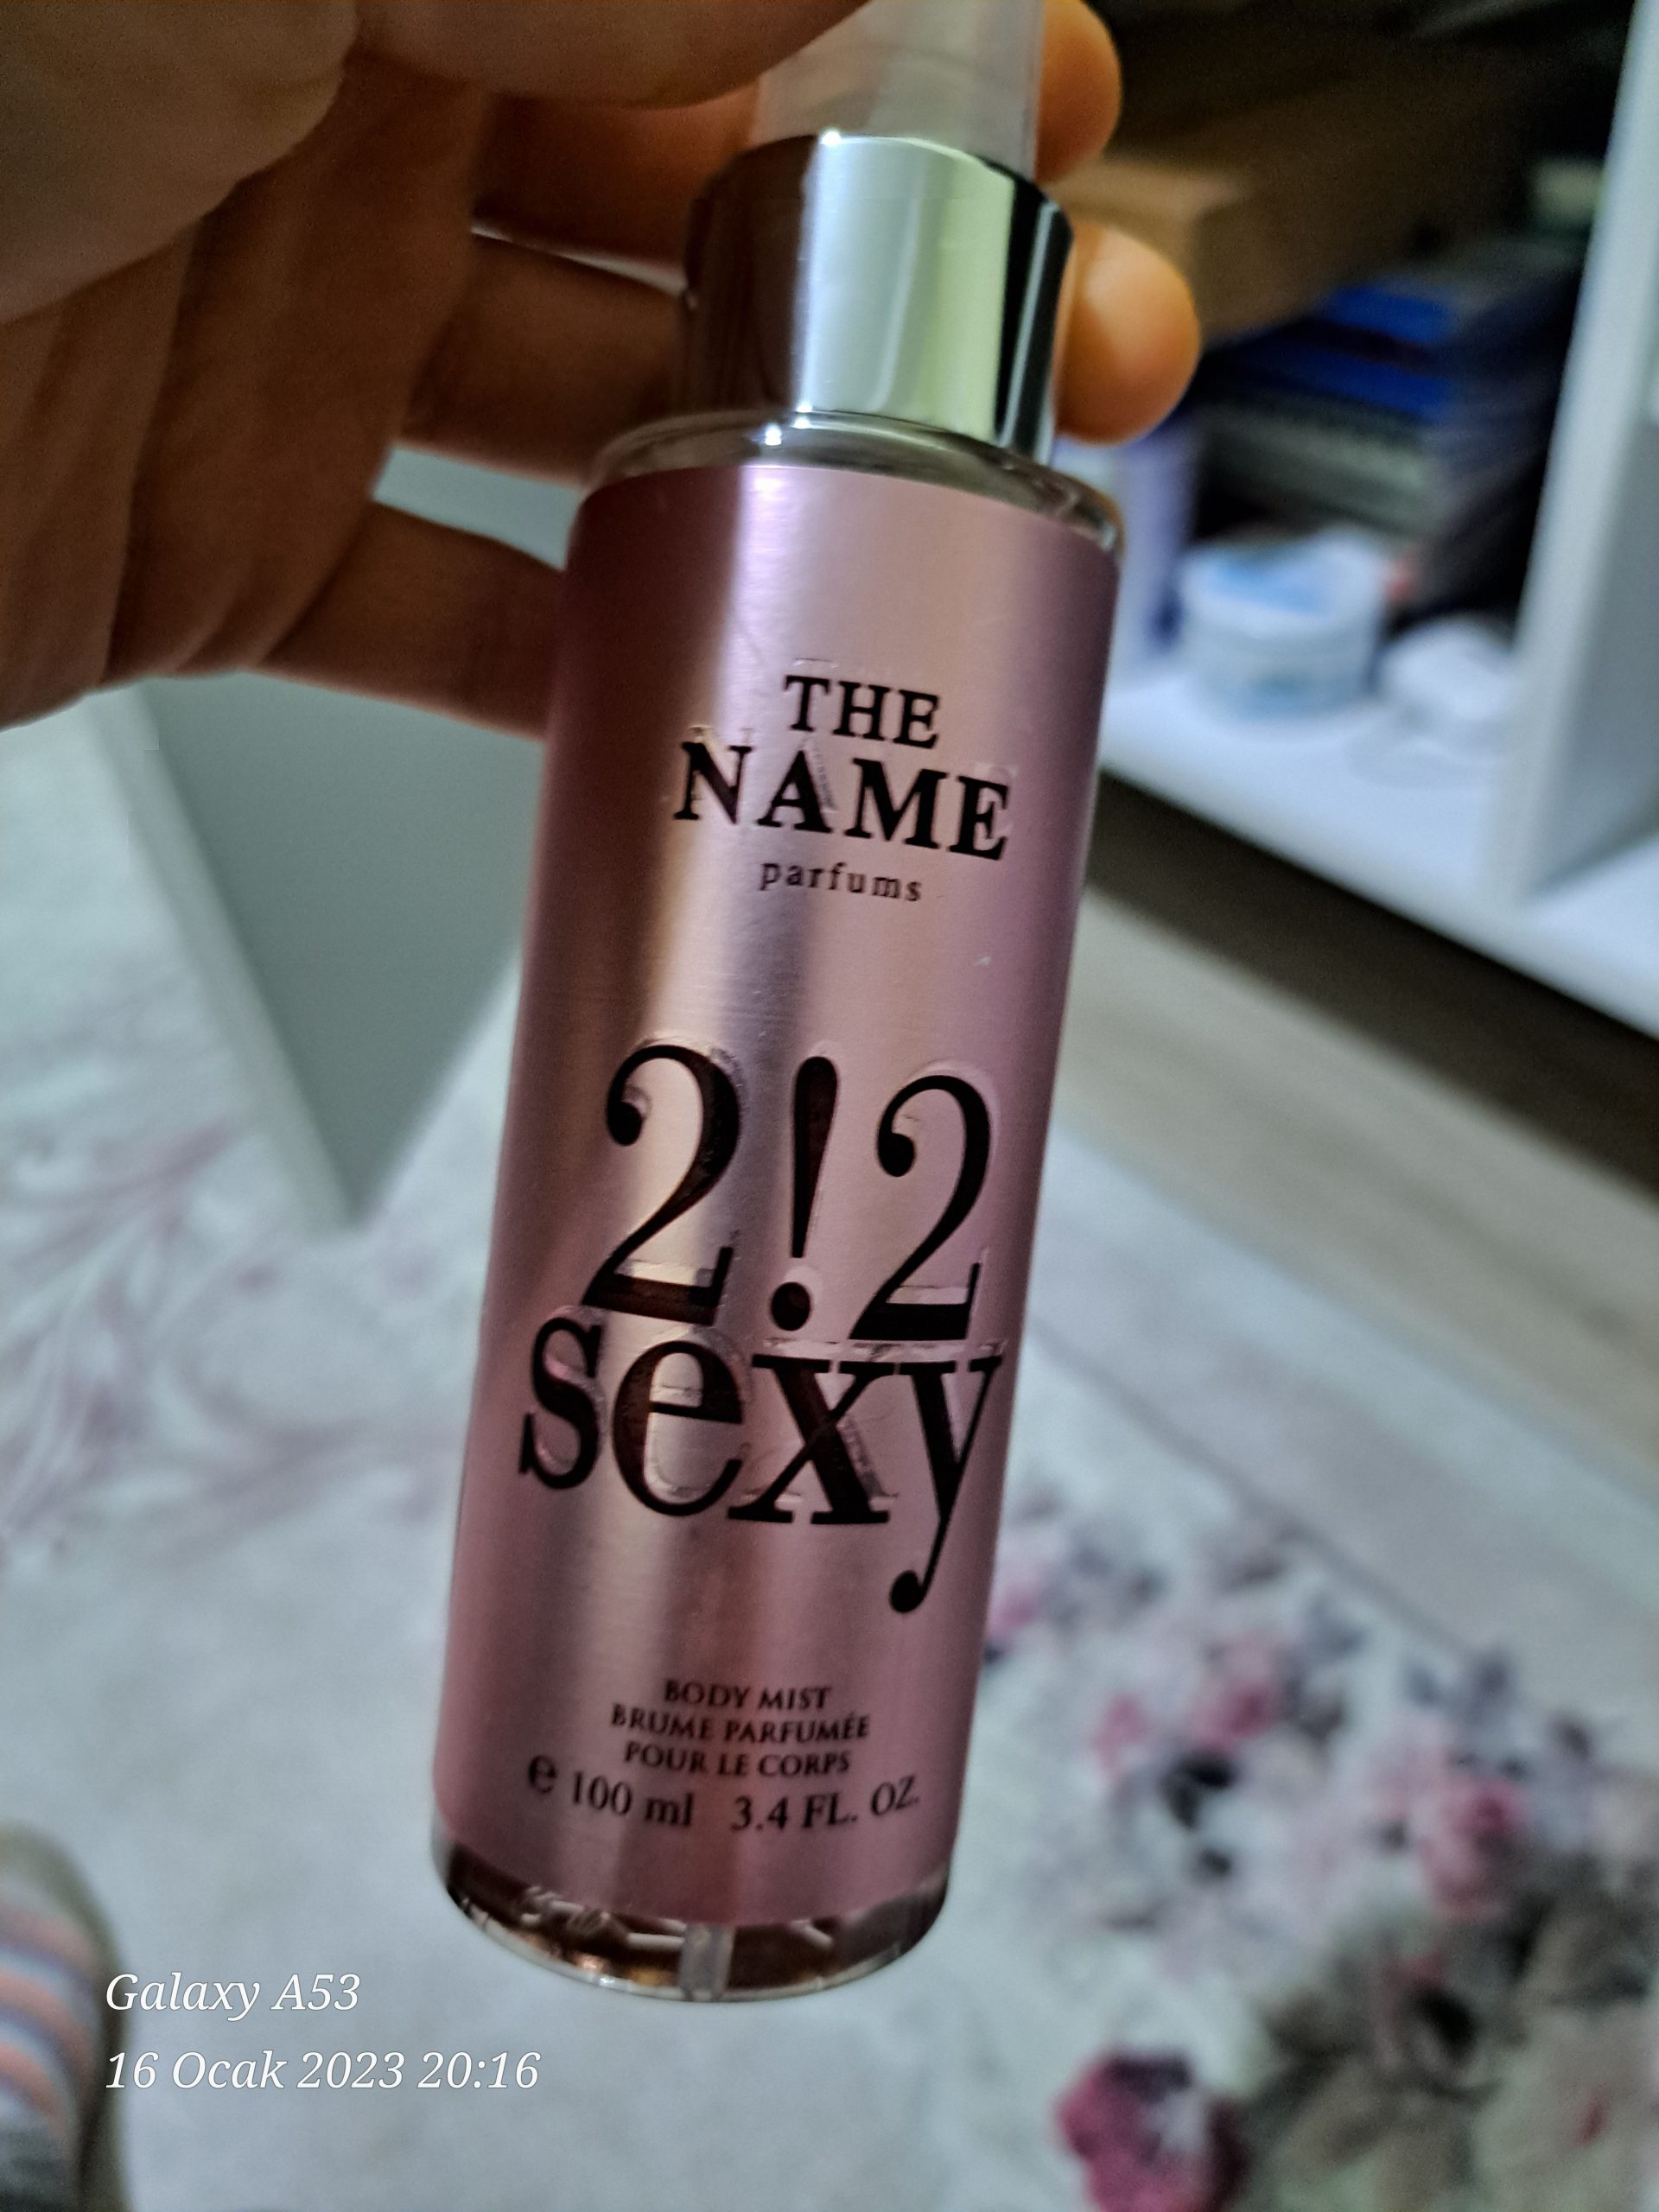 THE
NAME
parfums
2!2
sexy
BODY MIST
BRUME PARFUMÉE
POUR LE CORPS
℮ 100 ml 3.4 FL. OZ.
Galaxy A53
16 Ocak 2023 20:16